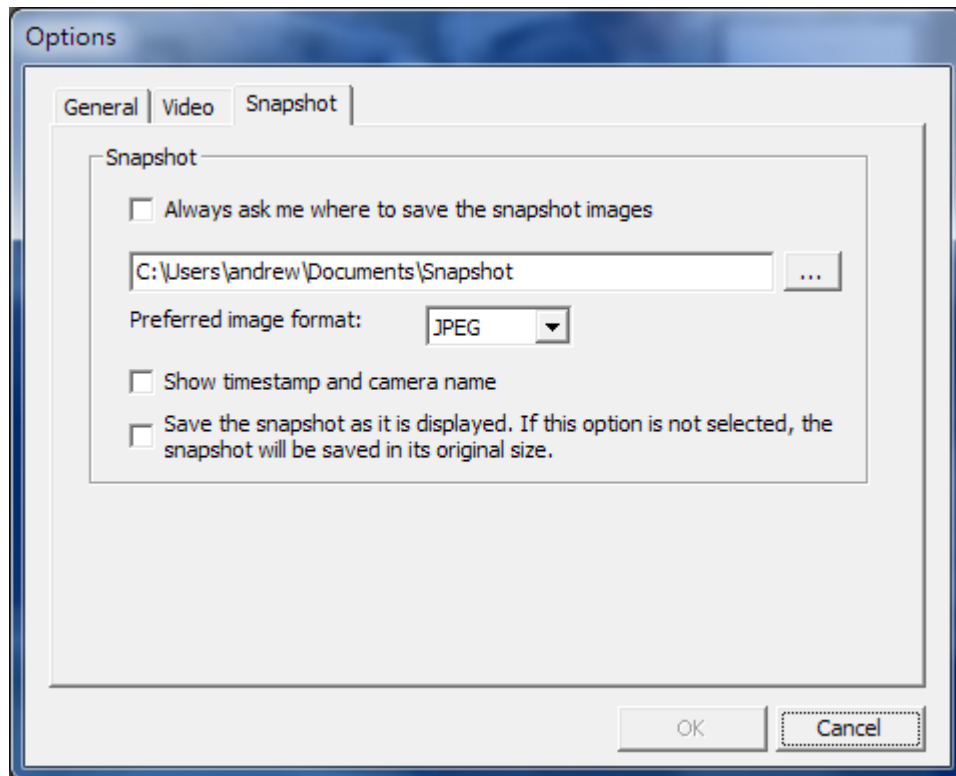 Options
General Video Snapshot
Snapshot
Always ask me where to save the snapshot images
C:\Users\andrew\Documents\Snapshot ...
Preferred image format: JPEG
Show timestamp and camera name
Save the snapshot as it is displayed. If this option is not selected, the
snapshot will be saved in its original size.
OK Cancel